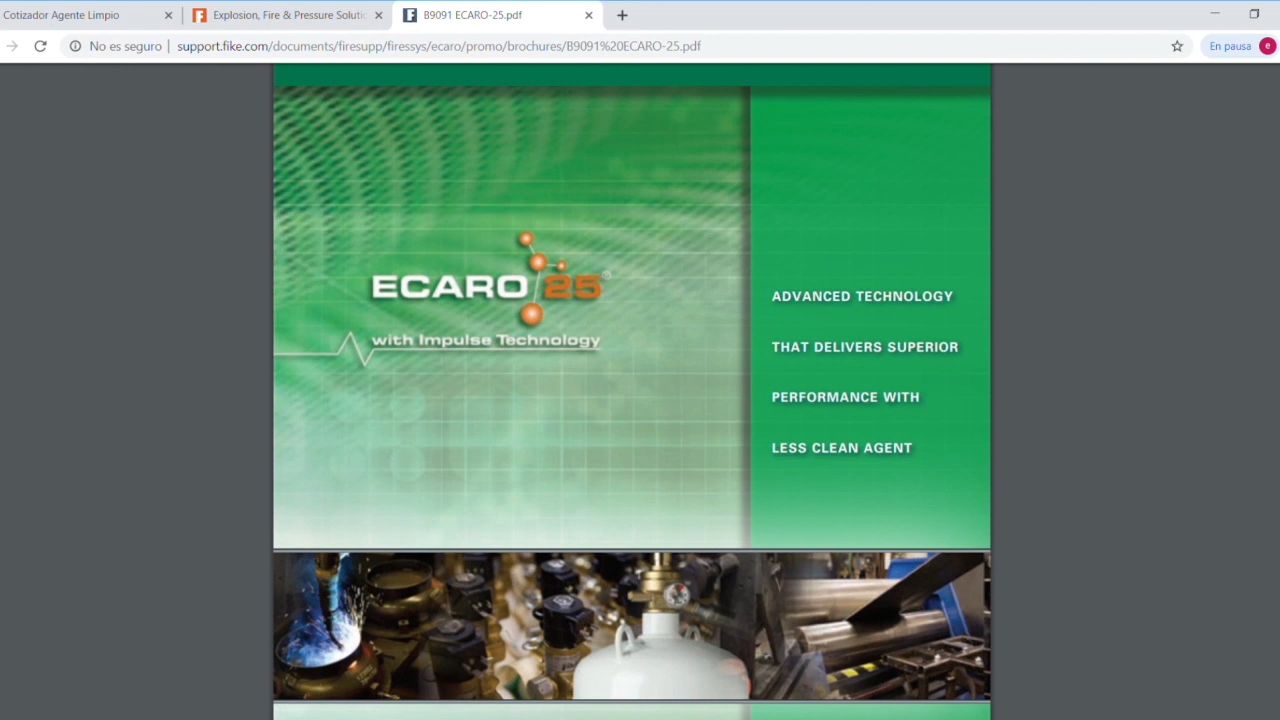 Cotizador Agente Limpio
Explosion, Fire & Pressure Soluti
B9091 ECARO-25.pdf
No es seguro | support.fike.com/documents/firesupp/firessys/ecaro/promo/brochures/B9091%20ECARO-25.pdf
En pausa
e
ECARO 25®
with Impulse Technology
ADVANCED TECHNOLOGY
THAT DELIVERS SUPERIOR
PERFORMANCE WITH
LESS CLEAN AGENT